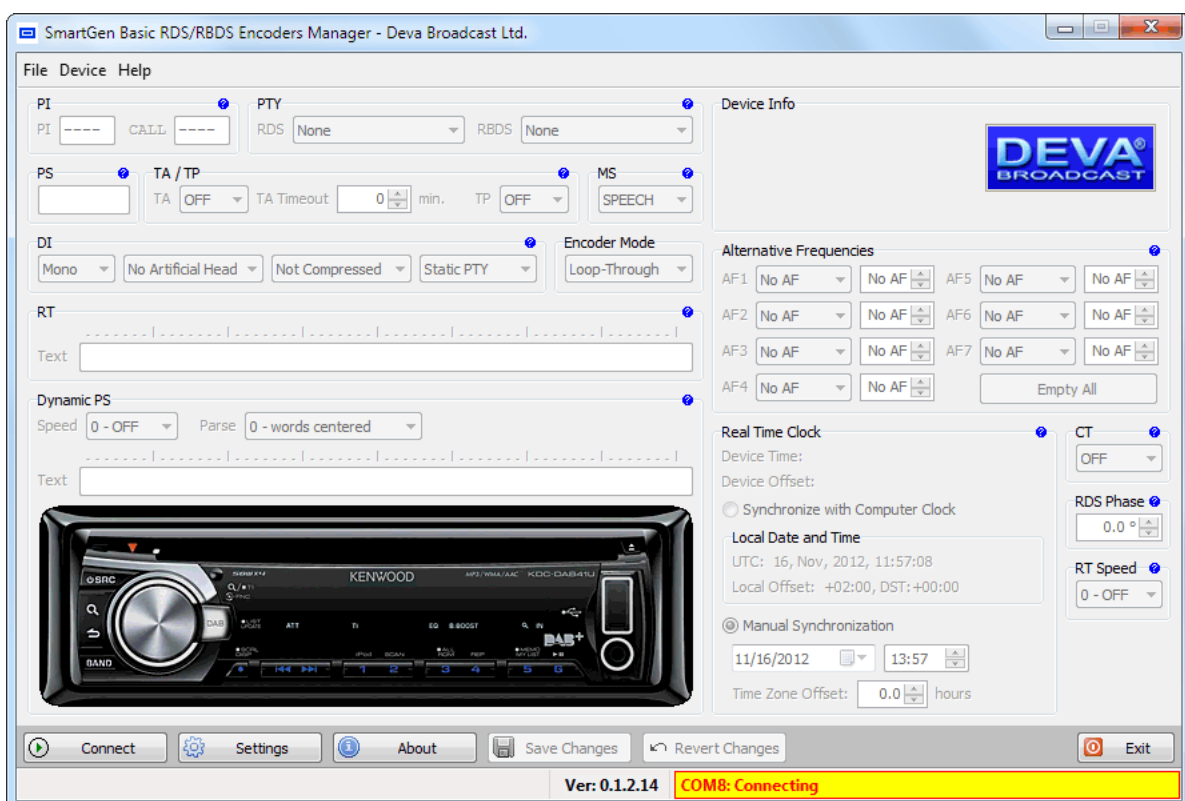 SmartGen Basic RDS/RBDS Encoders Manager - Deva Broadcast Ltd.
File Device Help
PI
PI ---- CALL ----
PTY
RDS None RBDS None
PS
TA / TP
TA OFF TA Timeout 0 min. TP OFF
MS
SPEECH
DI
Mono No Artificial Head Not Compressed Static PTY
Encoder Mode
Loop-Through
RT
Text
Dynamic PS
Speed 0 - OFF Parse 0 - words centered
Text
SRC
KENWOOD
MP3/WMA/AAC KDC-DAB41U
DAB
ATT
EQ B.BOOST
DAB+
iPod SCAN
BAND
1 2 3 4 5 6
Device Info
DEVA®
BROADCAST
Alternative Frequencies
AF1 No AF No AF AF5 No AF No AF
AF2 No AF No AF AF6 No AF No AF
AF3 No AF No AF AF7 No AF No AF
AF4 No AF No AF Empty All
Real Time Clock
Device Time:
Device Offset:
Synchronize with Computer Clock
Local Date and Time
UTC: 16, Nov, 2012, 11:57:08
Local Offset: +02:00, DST:+00:00
Manual Synchronization
11/16/2012 13:57
Time Zone Offset: 0.0 hours
CT
OFF
RDS Phase
0.0 °
RT Speed
0 - OFF
Connect Settings About Save Changes Revert Changes Exit
Ver: 0.1.2.14 COM8: Connecting